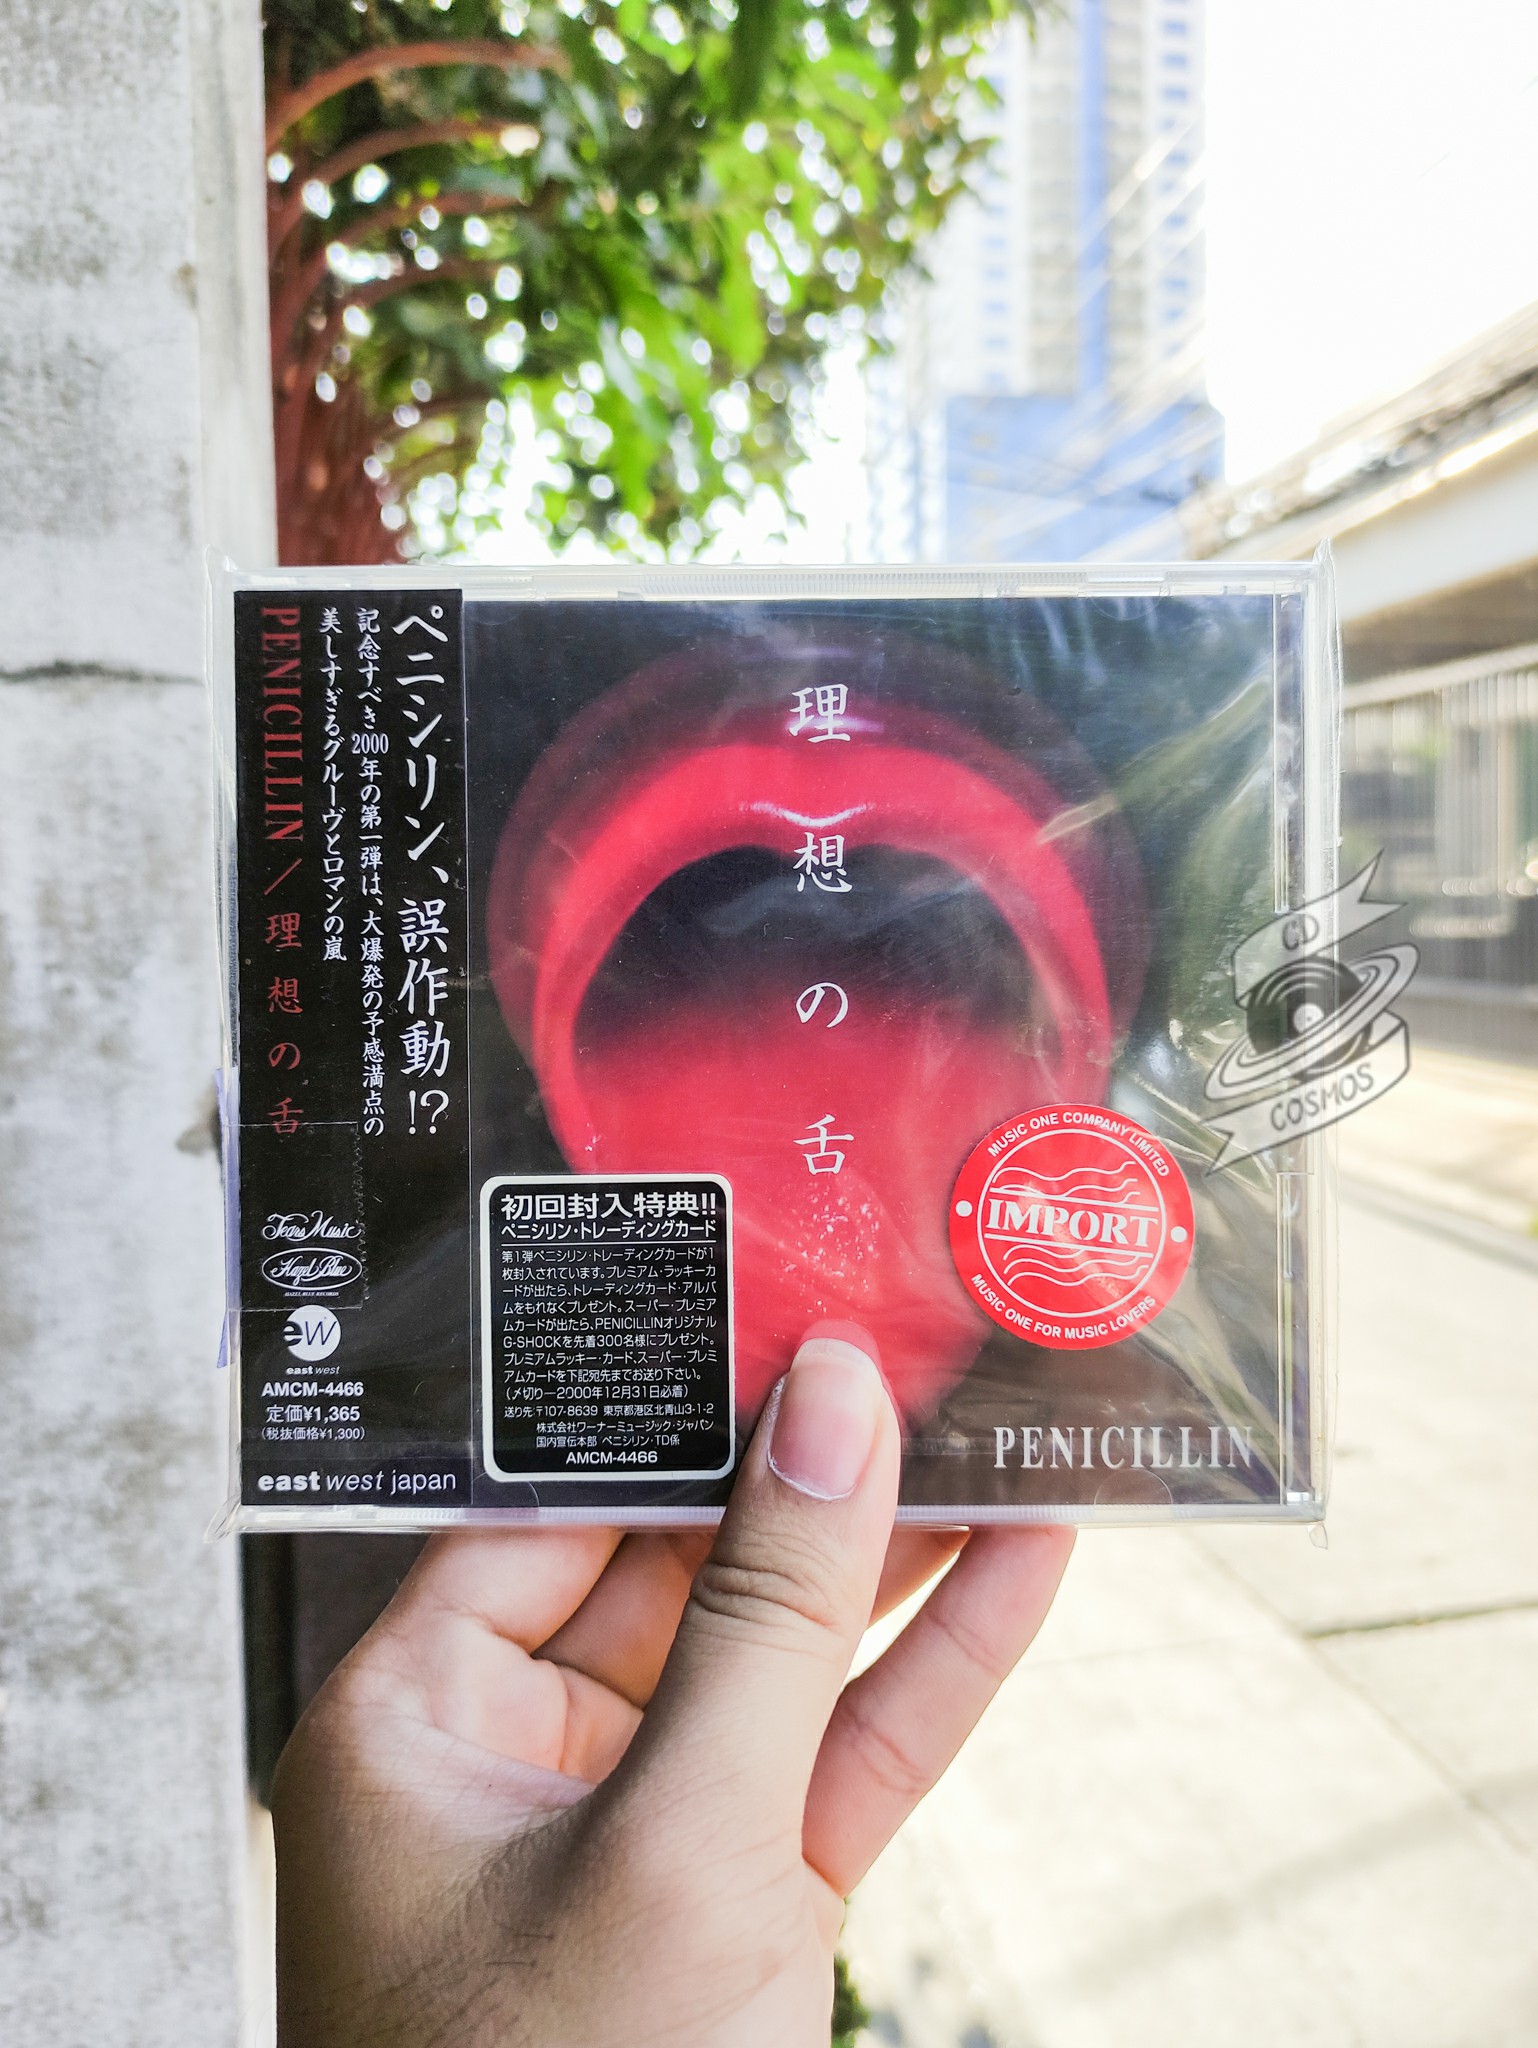 ペニシリン、誤作動!?
記念すべき2000年の第一弾は、大爆発の予感満点の
美しすぎるグルーヴとロマンの嵐
PENICILLIN／理想の舌
Tears Music
Hazel Blue
HAZEL BLUE RECORDS
eW
east west
AMCM-4466
定価¥1,365
(税抜価格¥1,300)
east west japan
理想の舌
初回封入特典!!
ペニシリン・トレーディングカード
第1弾ペニシリン・トレーディングカードが1
枚封入されています。プレミアム・ラッキーカ
ードが出たら、トレーディングカード・アルバ
ムをもれなくプレゼント。スーパー・プレミア
ムカードが出たら、PENICILLINオリジナル
G-SHOCKを先着300名様にプレゼント。
プレミアムラッキー・カード、スーパー・プレミ
アムカードを下記宛先までお送り下さい。
(〆切り—2000年12月31日必着)
送り先:〒107-8639 東京都港区北青山3-1-2
株式会社ワーナーミュージック・ジャパン
国内宣伝本部 ペニシリン・TD係
AMCM-4466
MUSIC ONE COMPANY LIMITED
IMPORT
MUSIC ONE FOR MUSIC LOVERS
PENICILLIN
CD
COSMOS